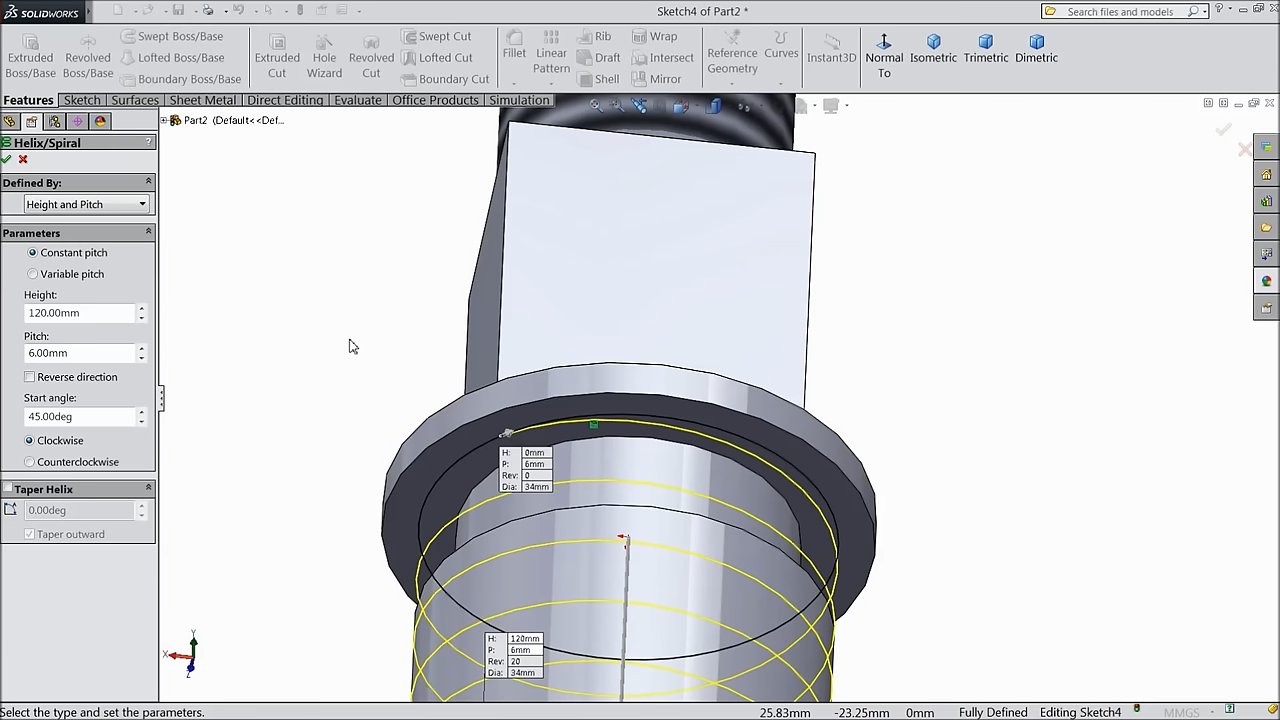 SOLIDWORKS
Sketch4 of Part2 *
Search files and models
Extruded Boss/Base
Revolved Boss/Base
Swept Boss/Base
Lofted Boss/Base
Boundary Boss/Base
Extruded Cut
Hole Wizard
Revolved Cut
Swept Cut
Lofted Cut
Boundary Cut
Fillet
Linear Pattern
Rib
Draft
Shell
Wrap
Intersect
Mirror
Reference Geometry
Curves
Instant3D
Normal To
Isometric
Trimetric
Dimetric
Features
Sketch
Surfaces
Sheet Metal
Direct Editing
Evaluate
Office Products
Simulation
Part2 (Default<<Def...
Helix/Spiral
?
Defined By:
Height and Pitch
Parameters
Constant pitch
Variable pitch
Height:
120.00mm
Pitch:
6.00mm
Reverse direction
Start angle:
45.00deg
Clockwise
Counterclockwise
Taper Helix
0.00deg
Taper outward
H: 0mm
P: 6mm
Rev: 0
Dia: 34mm
H: 120mm
P: 6mm
Rev: 20
Dia: 34mm
Y
X
Z
Select the type and set the parameters.
25.83mm
-23.25mm
0mm
Fully Defined
Editing Sketch4
MMGS